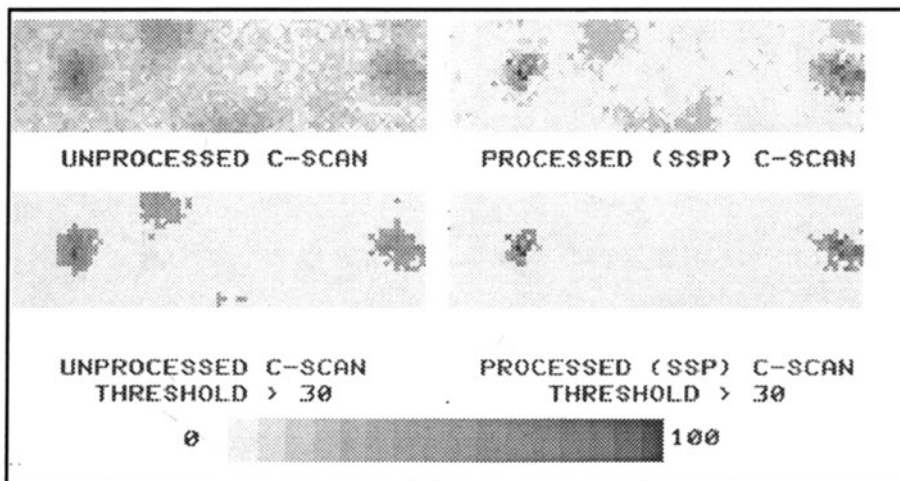 UNPROCESSED C-SCAN
PROCESSED (SSP) C-SCAN
UNPROCESSED C-SCAN
THRESHOLD > 30
PROCESSED (SSP) C-SCAN
THRESHOLD > 30
0
100